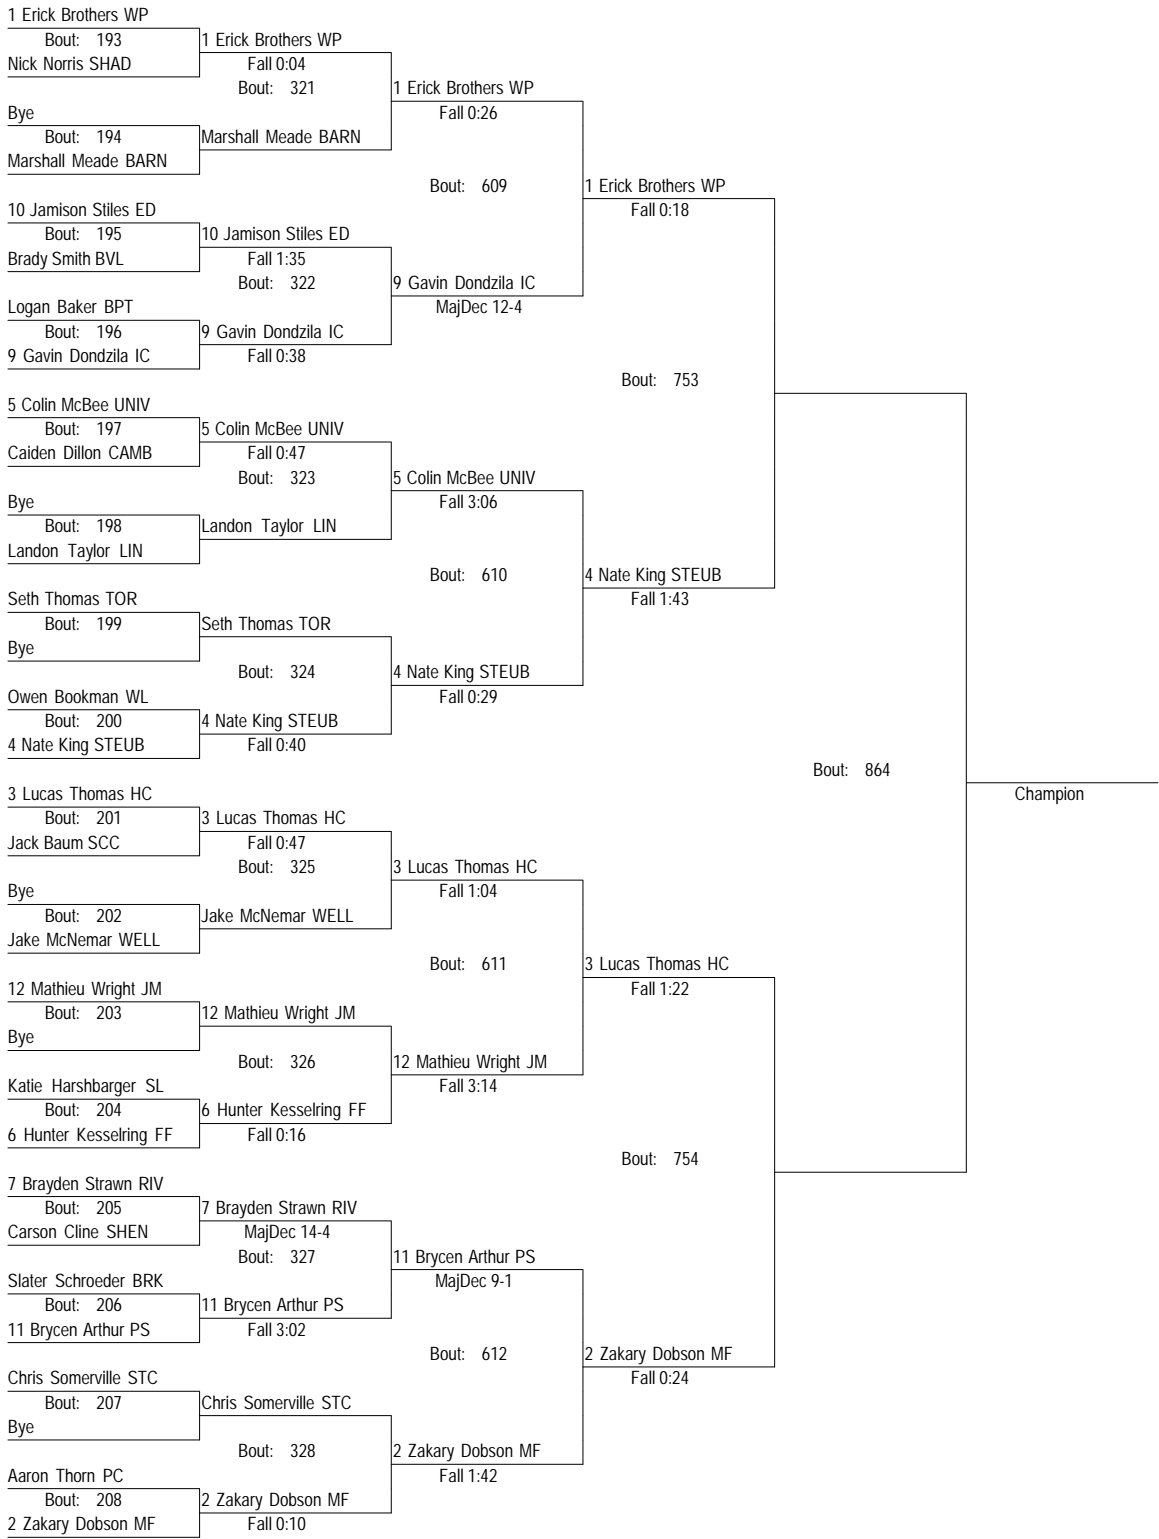 1 Erick Brothers WP
Bout: 193
1 Erick Brothers WP
Nick Norris SHAD
Fall 0:04
Bout: 321
1 Erick Brothers WP
Bye
Fall 0:26
Bout: 194
Marshall Meade BARN
Marshall Meade BARN
Bout: 609
1 Erick Brothers WP
10 Jamison Stiles ED
Fall 0:18
Bout: 195
10 Jamison Stiles ED
Brady Smith BVL
Fall 1:35
Bout: 322
9 Gavin Dondzila IC
Logan Baker BPT
MajDec 12-4
Bout: 196
9 Gavin Dondzila IC
9 Gavin Dondzila IC
Fall 0:38
Bout: 753
5 Colin McBee UNIV
Bout: 197
5 Colin McBee UNIV
Caiden Dillon CAMB
Fall 0:47
Bout: 323
5 Colin McBee UNIV
Bye
Fall 3:06
Bout: 198
Landon Taylor LIN
Landon Taylor LIN
Bout: 610
4 Nate King STEUB
Seth Thomas TOR
Fall 1:43
Bout: 199
Seth Thomas TOR
Bye
Bout: 324
4 Nate King STEUB
Owen Bookman WL
Fall 0:29
Bout: 200
4 Nate King STEUB
4 Nate King STEUB
Fall 0:40
Bout: 864
3 Lucas Thomas HC
Champion
Bout: 201
3 Lucas Thomas HC
Jack Baum SCC
Fall 0:47
Bout: 325
3 Lucas Thomas HC
Bye
Fall 1:04
Bout: 202
Jake McNemar WELL
Jake McNemar WELL
Bout: 611
3 Lucas Thomas HC
12 Mathieu Wright JM
Fall 1:22
Bout: 203
12 Mathieu Wright JM
Bye
Bout: 326
12 Mathieu Wright JM
Katie Harshbarger SL
Fall 3:14
Bout: 204
6 Hunter Kesselring FF
6 Hunter Kesselring FF
Fall 0:16
Bout: 754
7 Brayden Strawn RIV
Bout: 205
7 Brayden Strawn RIV
Carson Cline SHEN
MajDec 14-4
Bout: 327
11 Brycen Arthur PS
Slater Schroeder BRK
MajDec 9-1
Bout: 206
11 Brycen Arthur PS
11 Brycen Arthur PS
Fall 3:02
Bout: 612
2 Zakary Dobson MF
Chris Somerville STC
Fall 0:24
Bout: 207
Chris Somerville STC
Bye
Bout: 328
2 Zakary Dobson MF
Aaron Thorn PC
Fall 1:42
Bout: 208
2 Zakary Dobson MF
2 Zakary Dobson MF
Fall 0:10